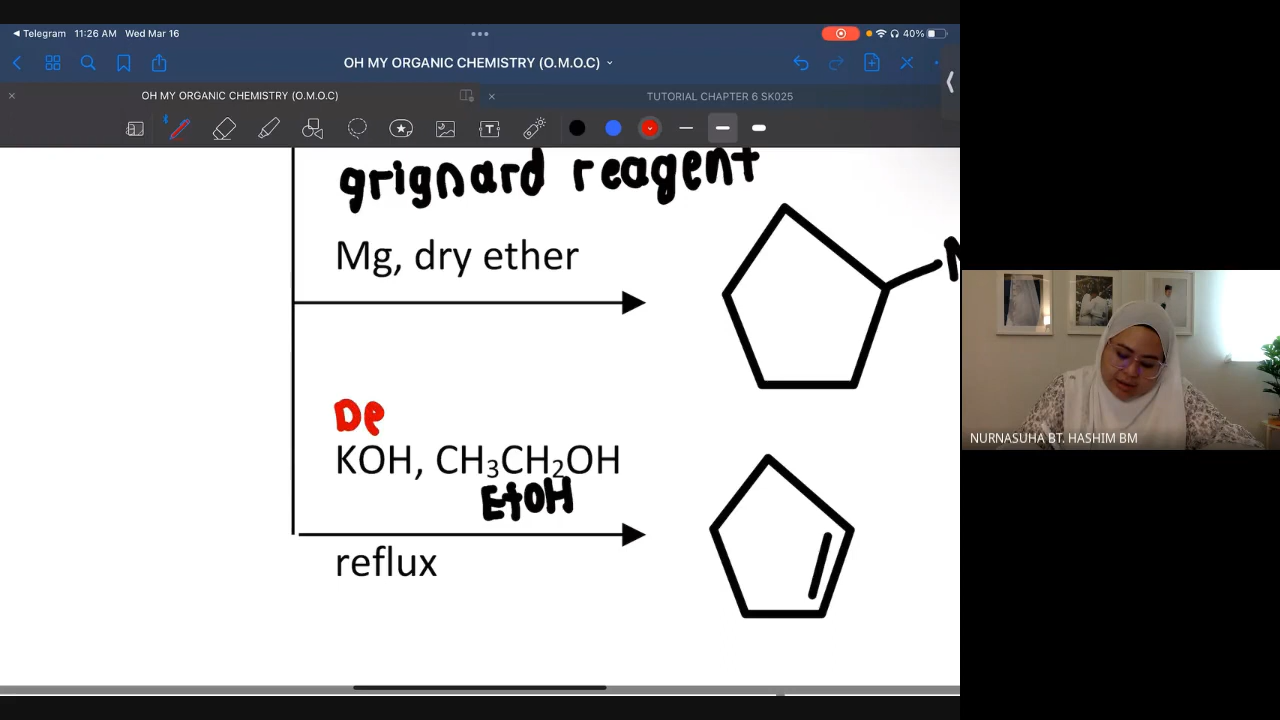 Telegram 11:26 AM Wed Mar 16
40%
OH MY ORGANIC CHEMISTRY (O.M.O.C)
OH MY ORGANIC CHEMISTRY (O.M.O.C)
TUTORIAL CHAPTER 6 SK025
grignard reagent
Mg, dry ether
De
KOH, CH₃CH₂OH
EtOH
reflux
NURNASUHA BT. HASHIM BM